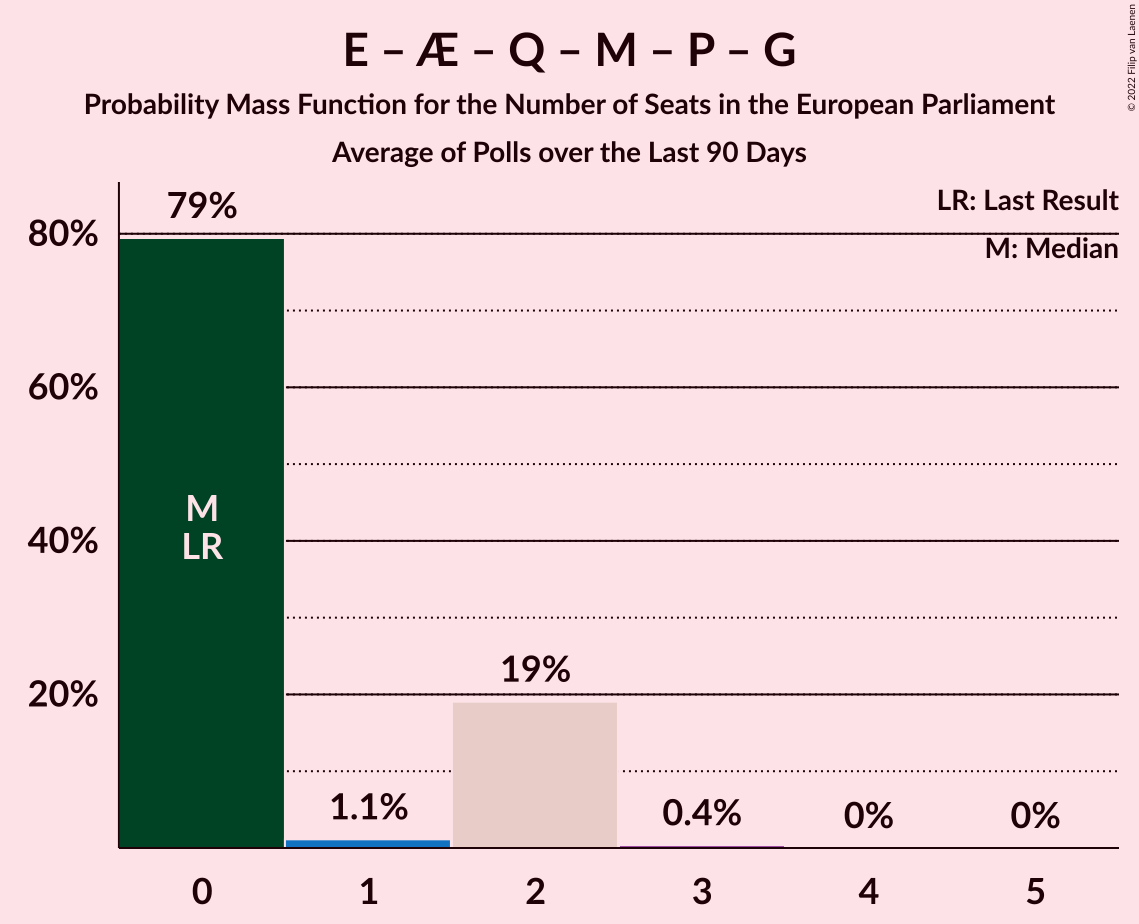 E – Æ – Q – M – P – G
Probability Mass Function for the Number of Seats in the European Parliament
Average of Polls over the Last 90 Days
© 2022 Filip van Laenen
LR: Last Result
M: Median
79%
80%
60%
40%
20%
M
LR
1.1%
19%
0.4%
0%
0%
0 1 2 3 4 5